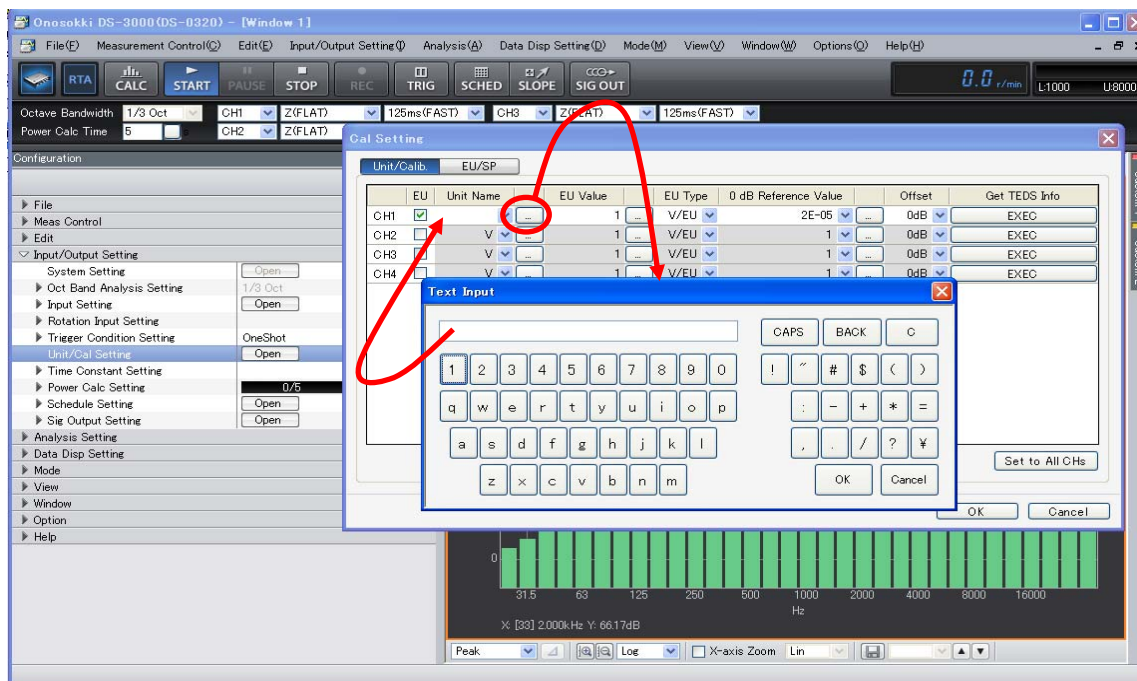 Onosokki DS-3000(DS-0320) - [Window 1]
File(F) Measurement Control(C) Edit(E) Input/Output Setting(I) Analysis(A) Data Disp Setting(D) Mode(M) View(V) Window(W) Options(O) Help(H)
RTA CALC START PAUSE STOP REC TRIG SCHED SLOPE SIG OUT 0.0 r/min L:1000 U:8000
Octave Bandwidth 1/3 Oct CH1 Z(FLAT) 125ms(FAST) CH3 Z(FLAT) 125ms(FAST)
Power Calc Time 5 CH2 Z(FLAT)
Cal Setting
Configuration
Unit/Calib. EU/SP
EU Unit Name EU Value EU Type 0 dB Reference Value Offset Get TEDS Info
CH1 ... 1 ... V/EU 2E-05 ... 0dB EXEC
CH2 V ... 1 ... V/EU 1 ... 0dB EXEC
CH3 V ... 1 ... V/EU 1 ... 0dB EXEC
CH4 V ... 1 ... V/EU 1 ... 0dB EXEC
File
Meas Control
Edit
Input/Output Setting
System Setting Open
Oct Band Analysis Setting 1/3 Oct
Input Setting Open
Rotation Input Setting
Trigger Condition Setting OneShot
Unit/Cal Setting Open
Time Constant Setting
Power Calc Setting 0/5
Schedule Setting Open
Sig Output Setting Open
Analysis Setting
Data Disp Setting
Mode
View
Window
Option
Help
Text Input
CAPS BACK C
1 2 3 4 5 6 7 8 9 0 ! ~ # $ ( )
q w e r t y u i o p : - + * =
a s d f g h j k l , . / ? ¥
z x c v b n m OK Cancel
Set to All CHs
OK Cancel
0
31.5 63 125 250 500 1000 2000 4000 8000 16000
Hz
X: [33] 2.000kHz Y: 66.17dB
Peak Log X-axis Zoom Lin